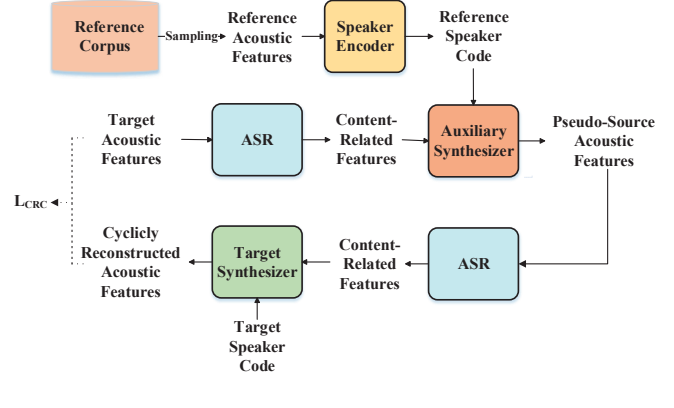 Reference
Corpus
Sampling
Reference
Acoustic
Features
Speaker
Encoder
Reference
Speaker
Code
Target
Acoustic
Features
ASR
Content-
Related
Features
Auxiliary
Synthesizer
Pseudo-Source
Acoustic
Features
LCRC
Cyclicly
Reconstructed
Acoustic
Features
Target
Synthesizer
Content-
Related
Features
ASR
Target
Speaker
Code